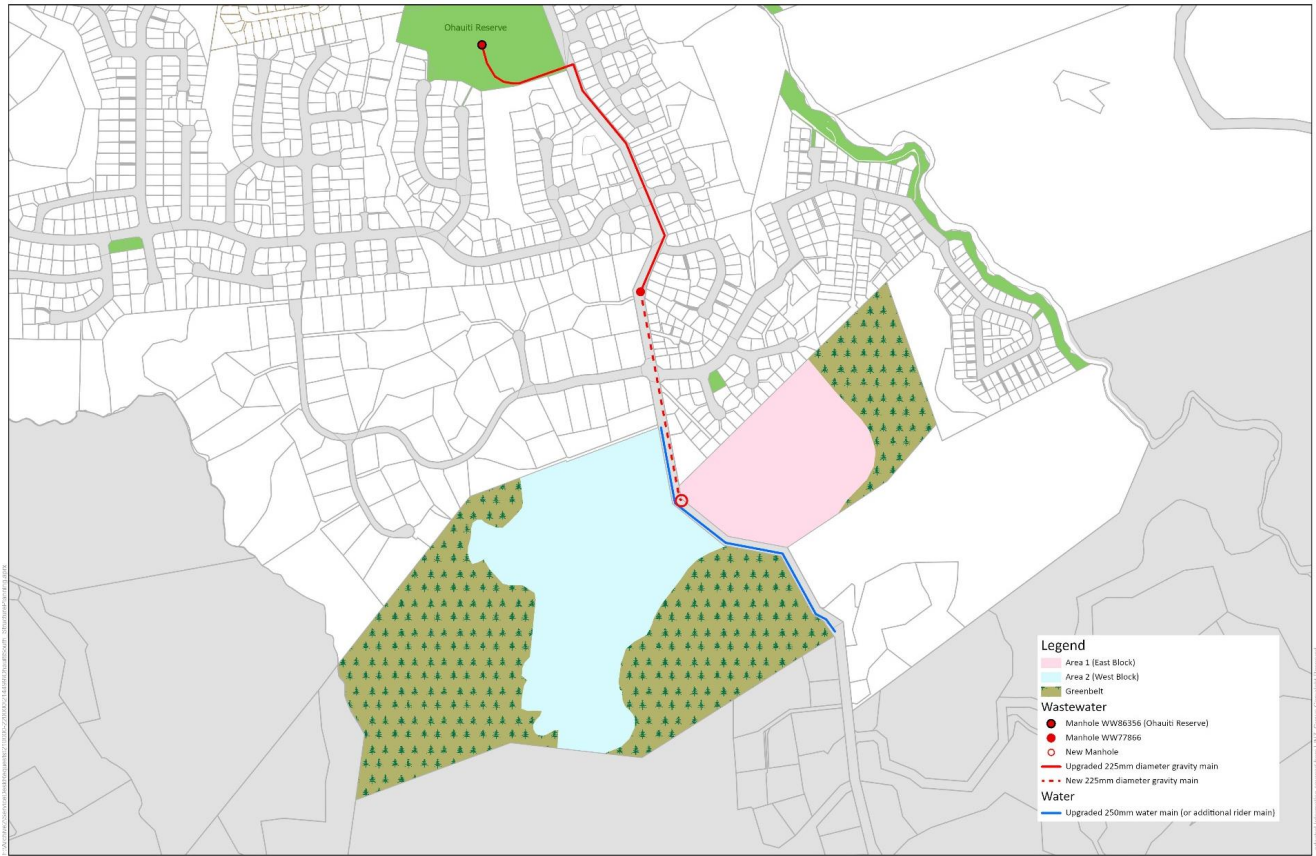 Ohauiti Reserve
Legend
Area 1 (East Block)
Area 2 (West Block)
Greenbelt
Wastewater
Manhole WW86356 (Ohauiti Reserve)
Manhole WW77866
New Manhole
Upgraded 225mm diameter gravity main
New 225mm diameter gravity main
Water
Upgraded 250mm water main (or additional rider main)